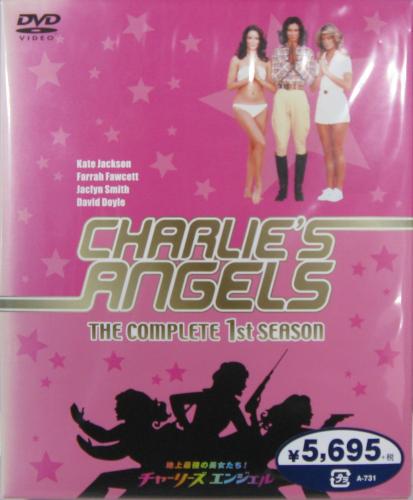 DVD
VIDEO
Kate Jackson
Farrah Fawcett
Jaclyn Smith
David Doyle
CHARLIE'S
ANGELS
THE COMPLETE 1st SEASON
地上最強の美女たち!
チャーリーズ エンジェル
¥5,695+税
A-731